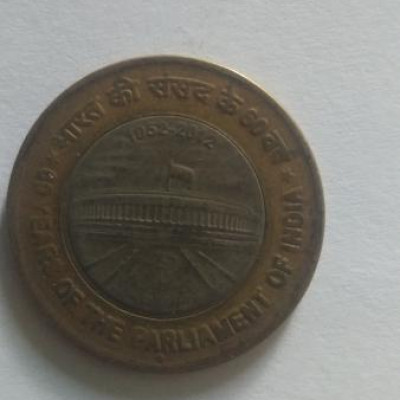 भारत की संसद के 60 वर्ष
1952-2012
60 YEARS OF THE PARLIAMENT OF INDIA